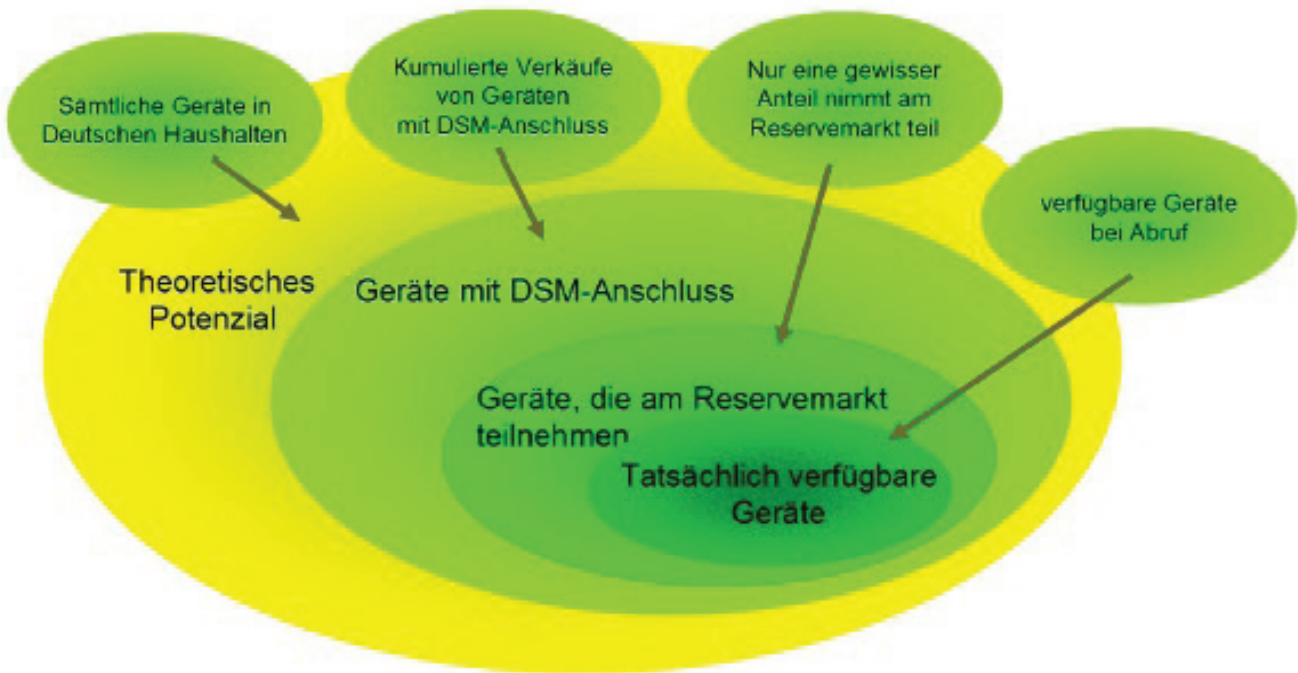 Sämtliche Geräte in
Deutschen Haushalten
Kumulierte Verkäufe
von Geräten
mit DSM-Anschluss
Nur eine gewisser
Anteil nimmt am
Reservemarkt teil
verfügbare Geräte
bei Abruf
Theoretisches
Potenzial
Geräte mit DSM-Anschluss
Geräte, die am Reservemarkt
teilnehmen
Tatsächlich verfügbare
Geräte